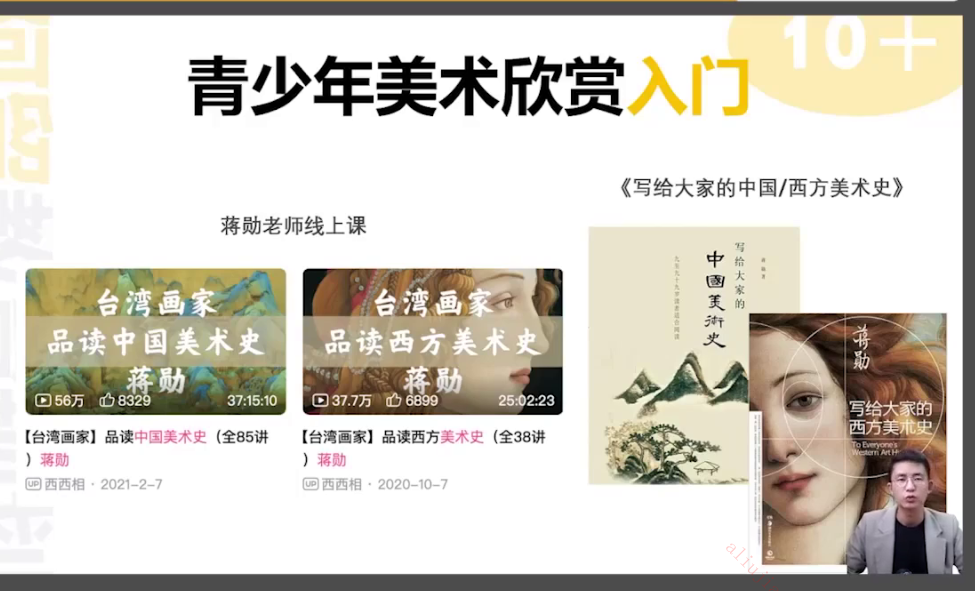 10+
青少年美术欣赏入门
《写给大家的中国/西方美术史》
蒋勋老师线上课
台湾画家
品读中国美术史
蒋勋
56万 8329 37:15:10
【台湾画家】品读中国美术史（全85讲
）蒋勋
UP 西西相 · 2021-2-7
台湾画家
品读西方美术史
蒋勋
37.7万 6899 25:02:23
【台湾画家】品读西方美术史（全38讲
）蒋勋
UP 西西相 · 2020-10-7
写给大家的
中國美術史
蒋勋
写给大家的
西方美术史
To Everyone's
Western Art H